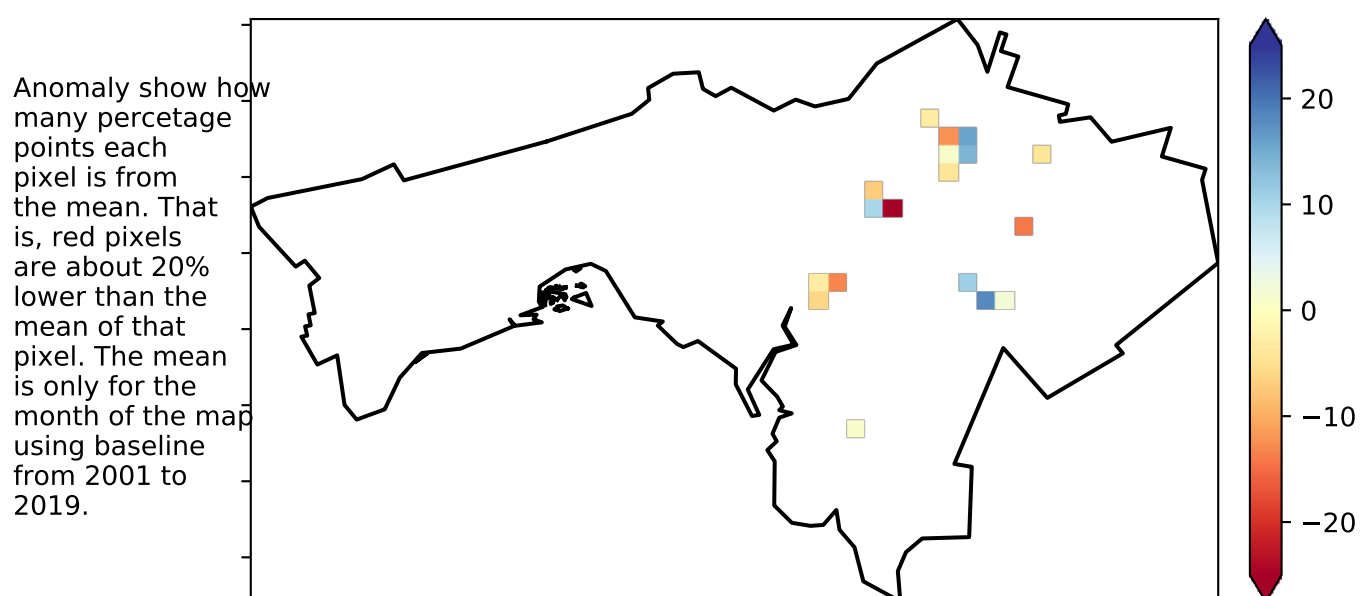 Anomaly show how
many percetage
points each
pixel is from
the mean. That
is, red pixels
are about 20%
lower than the
mean of that
pixel. The mean
is only for the
month of the map
using baseline
from 2001 to
2019.
20
10
0
−10
−20